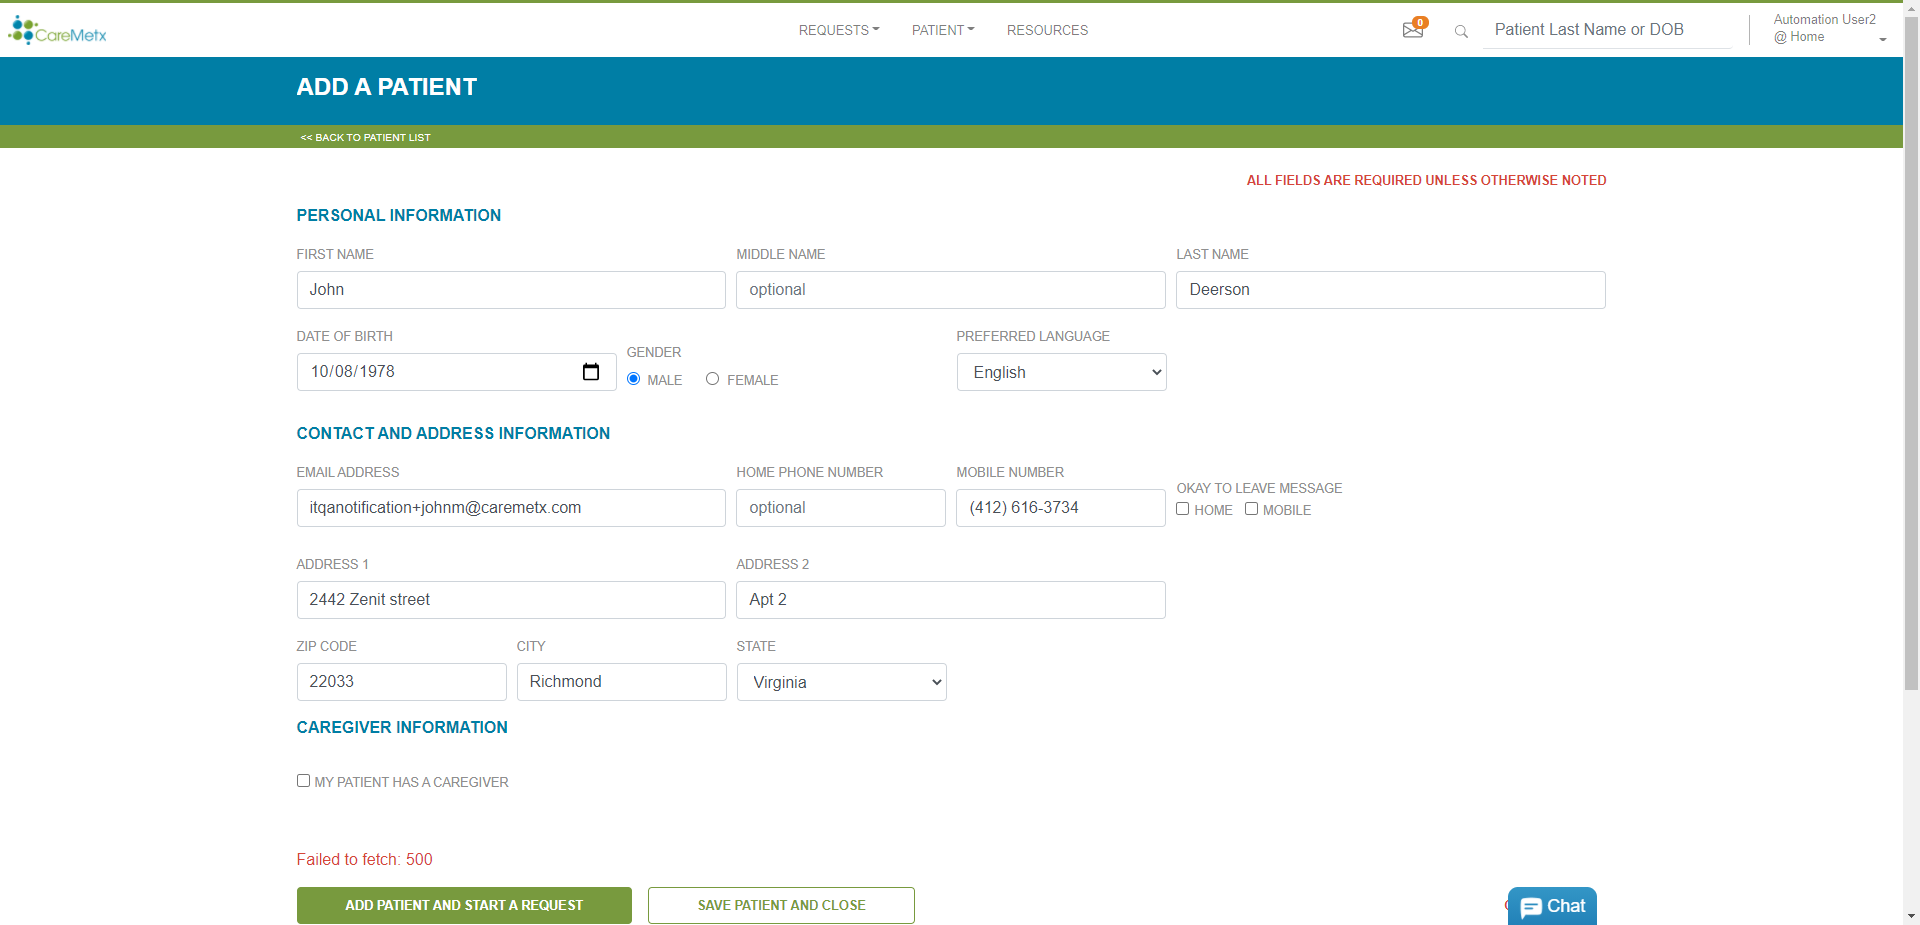 CareMetx
REQUESTS
PATIENT
RESOURCES
0
Patient Last Name or DOB
Automation User2
@ Home
ADD A PATIENT
<< BACK TO PATIENT LIST
ALL FIELDS ARE REQUIRED UNLESS OTHERWISE NOTED
PERSONAL INFORMATION
FIRST NAME
MIDDLE NAME
LAST NAME
John
optional
Deerson
DATE OF BIRTH
GENDER
PREFERRED LANGUAGE
10/08/1978
MALE
FEMALE
English
CONTACT AND ADDRESS INFORMATION
EMAIL ADDRESS
HOME PHONE NUMBER
MOBILE NUMBER
OKAY TO LEAVE MESSAGE
itqanotification+johnm@caremetx.com
optional
(412) 616-3734
HOME
MOBILE
ADDRESS 1
ADDRESS 2
2442 Zenit street
Apt 2
ZIP CODE
CITY
STATE
22033
Richmond
Virginia
CAREGIVER INFORMATION
MY PATIENT HAS A CAREGIVER
Failed to fetch: 500
ADD PATIENT AND START A REQUEST
SAVE PATIENT AND CLOSE
Chat